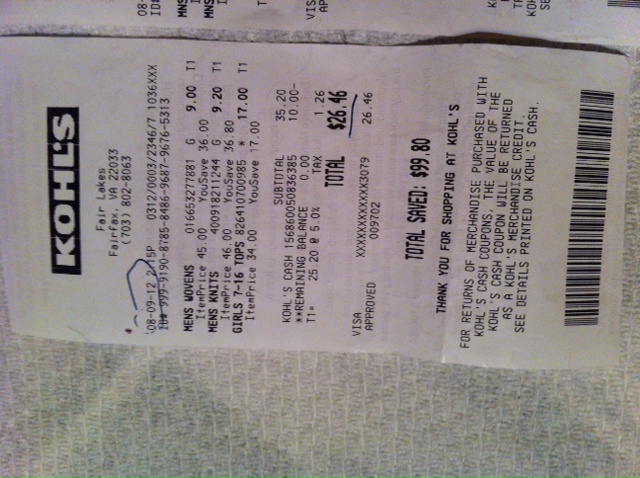 KOHL'S
Fair Lakes
Fairfax, VA 22033
(703) 802-8063
08-09-12 2:15P 0312/0003/2346/7 1036XXX
ID# 999-9190-8785-8486-9687-9676-5313
MENS WOVENS 016653277881 G 9.00 T1
ItemPrice 45.00 YouSave 36.00
MENS KNITS 400918211244 G 9.20 T1
ItemPrice 46.00 YouSave 36.80
GIRLS 7-16 TOPS 826410700985 * 17.00 T1
ItemPrice 34.00 YouSave 17.00
SUBTOTAL 35.20
KOHL'S CASH 156860050836385 10.00-
**REMAINING BALANCE 0.00
T1= 25.20 @ 5.0% TAX 1.26
TOTAL $26.46
VISA XXXXXXXXXXXX3079 26.46
APPROVED 009702
TOTAL SAVED: $99.80
THANK YOU FOR SHOPPING AT KOHL'S
FOR RETURNS OF MERCHANDISE PURCHASED WITH
KOHL'S CASH COUPONS, THE VALUE OF THE
KOHL'S CASH COUPON WILL BE RETURNED
AS A KOHL'S MERCHANDISE CREDIT.
SEE DETAILS PRINTED ON KOHL'S CASH.
08-
ID#
MNS
MNS
VIS
AP